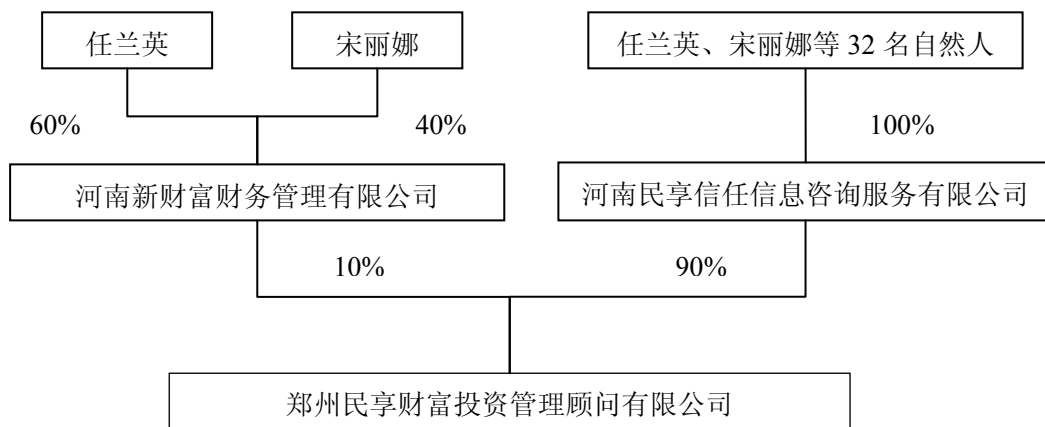 任兰英
宋丽娜
任兰英、宋丽娜等 32 名自然人
60%
40%
100%
河南新财富财务管理有限公司
河南民享信任信息咨询服务有限公司
10%
90%
郑州民享财富投资管理顾问有限公司